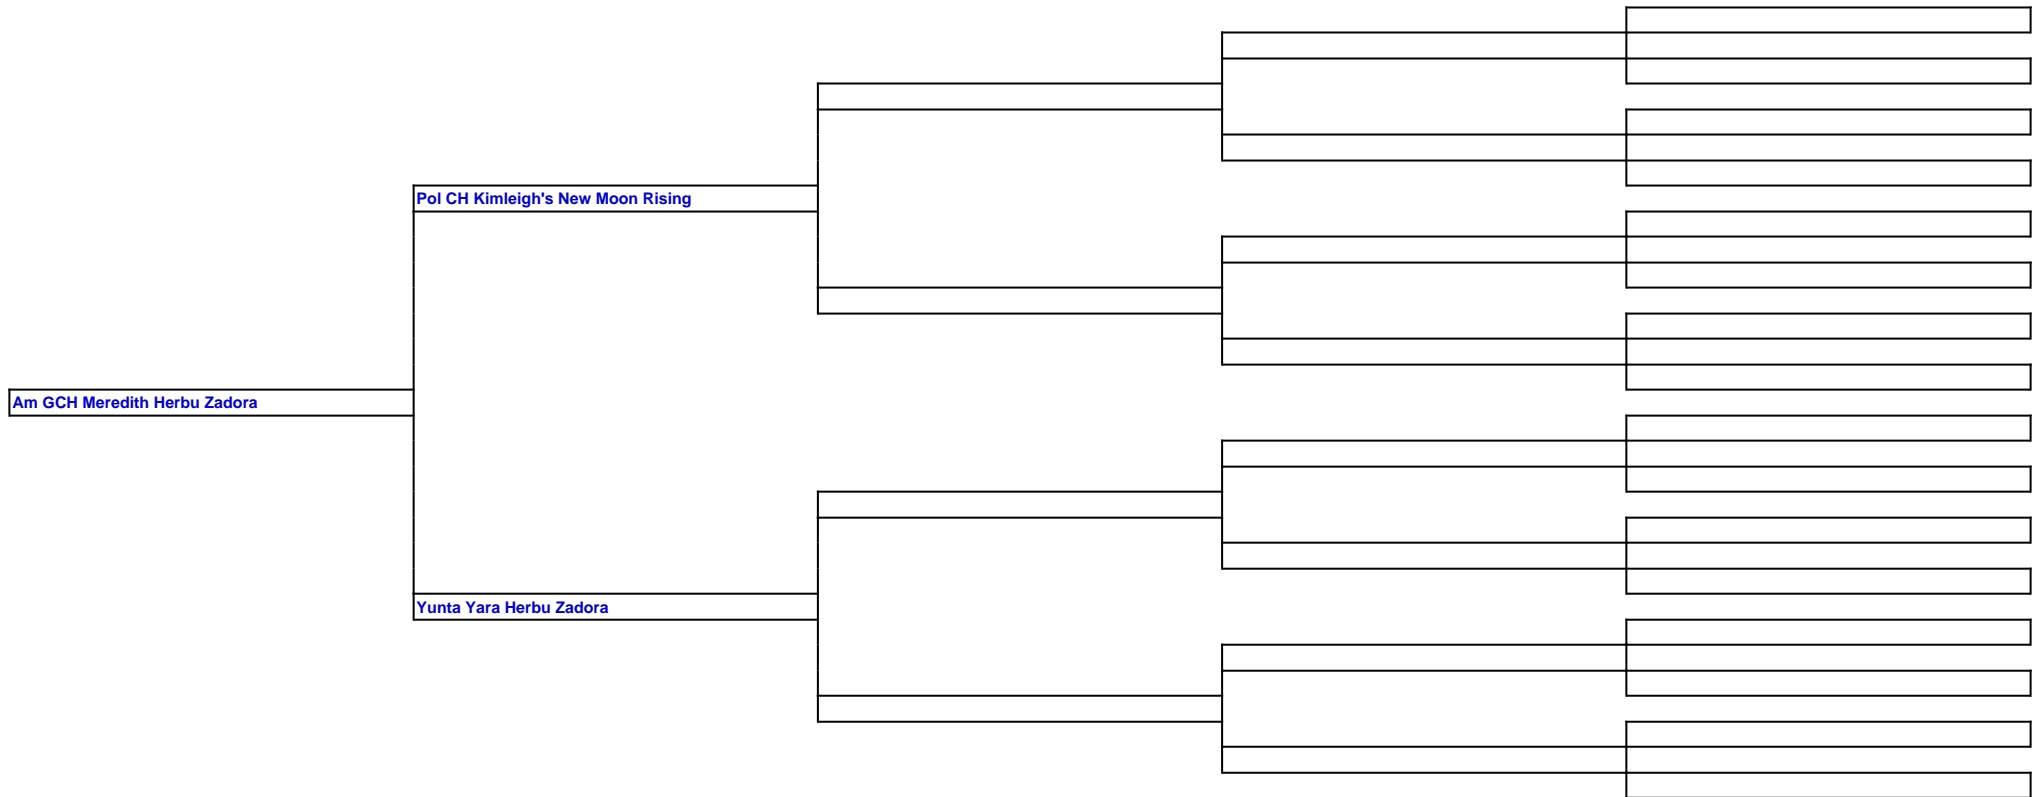 Pol CH Kimleigh's New Moon Rising
Am GCH Meredith Herbu Zadora
Yunta Yara Herbu Zadora